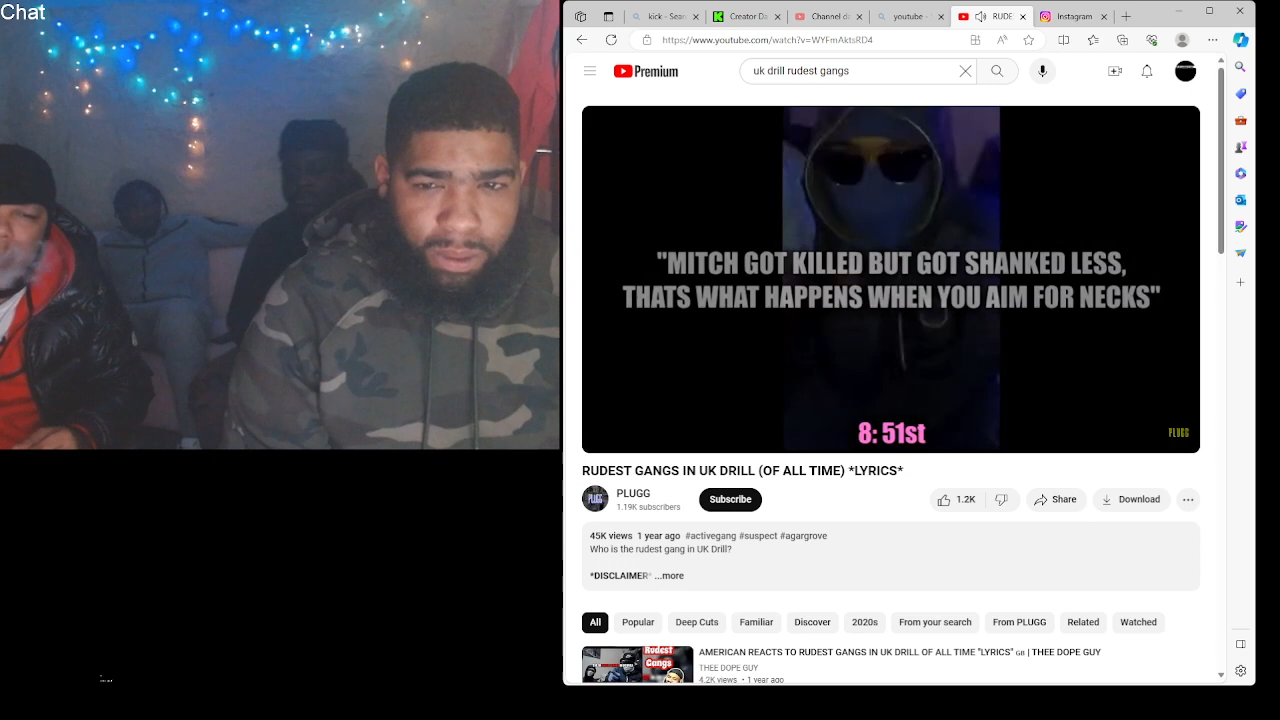 Chat
kick - Sear
Creator Da
Channel da
youtube -
RUDE
Instagram
https://www.youtube.com/watch?v=WYFmAktsRD4
Premium
uk drill rudest gangs
"MITCH GOT KILLED BUT GOT SHANKED LESS,
THATS WHAT HAPPENS WHEN YOU AIM FOR NECKS"
8: 51st
PLUGG
RUDEST GANGS IN UK DRILL (OF ALL TIME) *LYRICS*
PLUGG
1.19K subscribers
Subscribe
1.2K
Share
Download
45K views 1 year ago #activegang #suspect #agargrove
Who is the rudest gang in UK Drill?
*DISCLAIMER* ...more
All
Popular
Deep Cuts
Familiar
Discover
2020s
From your search
From PLUGG
Related
Watched
AMERICAN REACTS TO RUDEST GANGS IN UK DRILL OF ALL TIME "LYRICS" GB | THEE DOPE GUY
THEE DOPE GUY
4.2K views • 1 year ago
Rudest
Gangs